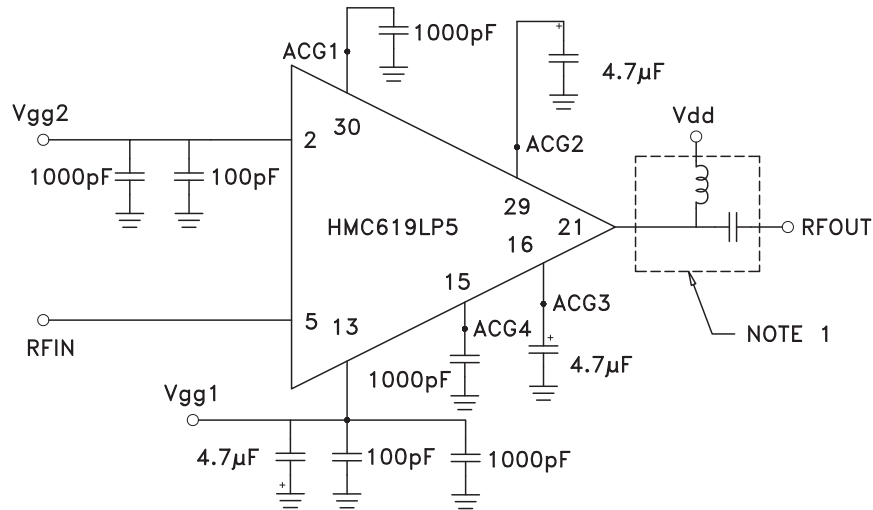 1000pF
ACG1
4.7µF
Vgg2
30
Vdd
2
ACG2
1000pF
100pF
29
HMC619LP5
21
RFOUT
16
15
5
13
ACG3
RFIN
ACG4
NOTE 1
1000pF
4.7µF
Vgg1
4.7µF
100pF
1000pF
+
+
+